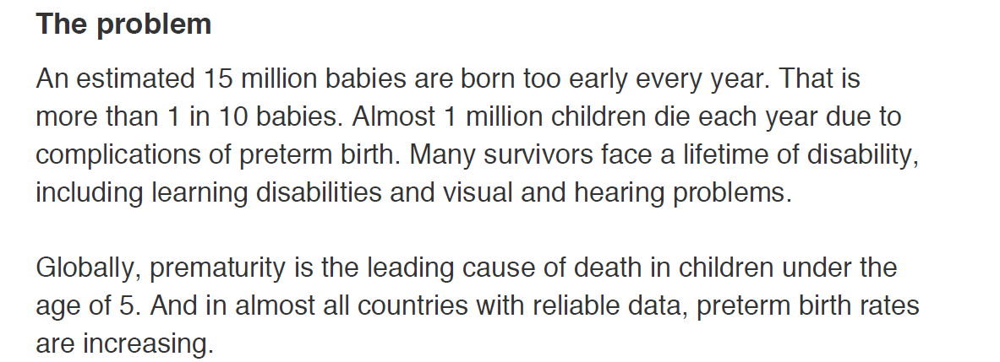 The problem
An estimated 15 million babies are born too early every year. That is
more than 1 in 10 babies. Almost 1 million children die each year due to
complications of preterm birth. Many survivors face a lifetime of disability,
including learning disabilities and visual and hearing problems.
Globally, prematurity is the leading cause of death in children under the
age of 5. And in almost all countries with reliable data, preterm birth rates
are increasing.